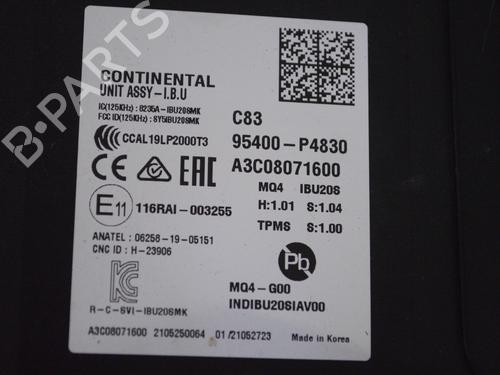 CONTINENTAL
UNIT ASSY-I.B.U
IC(125KHz) : 8235A-IBU20SMK
FCC ID(125KHz) : SY5IBU20SMK
C83
CCAL19LP2000T3
95400-P4830
CE EAC
A3C08071600
MQ4 IBU20S
H:1.01 S:1.04
E11 116RAI-003255
TPMS S:1.00
ANATEL : 06258-19-05151
CNC ID : H-23906
Pb
MQ4-G00
INDIBU20SIAV00
R-C-SVI-IBU20SMK
A3C08071600 2105250064 01/21052723 Made in Korea
B-Parts